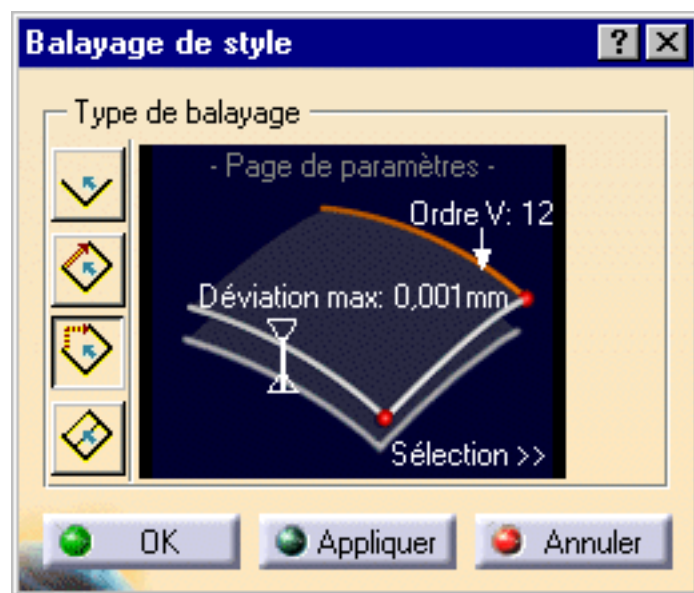 Balayage de style
Type de balayage
- Page de paramètres -
Ordre V: 12
Déviation max: 0,001mm
Sélection >>
OK
Appliquer
Annuler